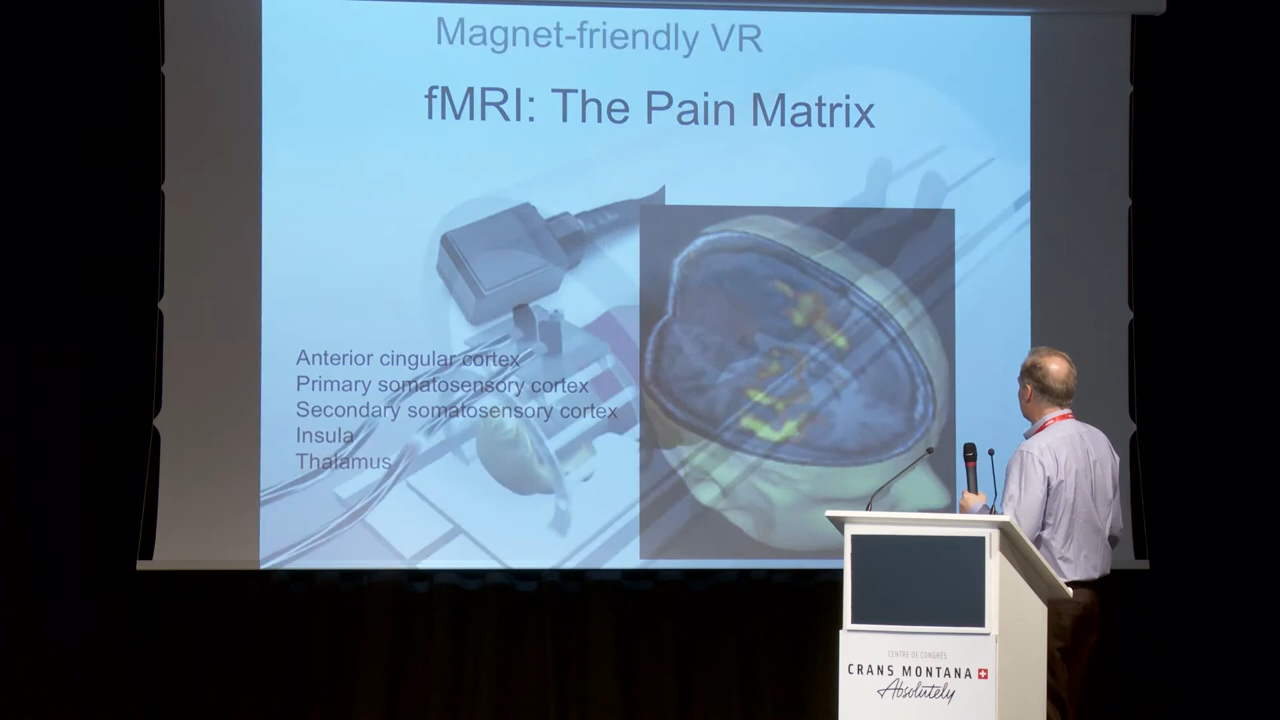 Magnet-friendly VR
fMRI: The Pain Matrix
Anterior cingular cortex
Primary somatosensory cortex
Secondary somatosensory cortex
Insula
Thalamus
CENTRE DE CONGRÈS
CRANS MONTANA
Absolutely